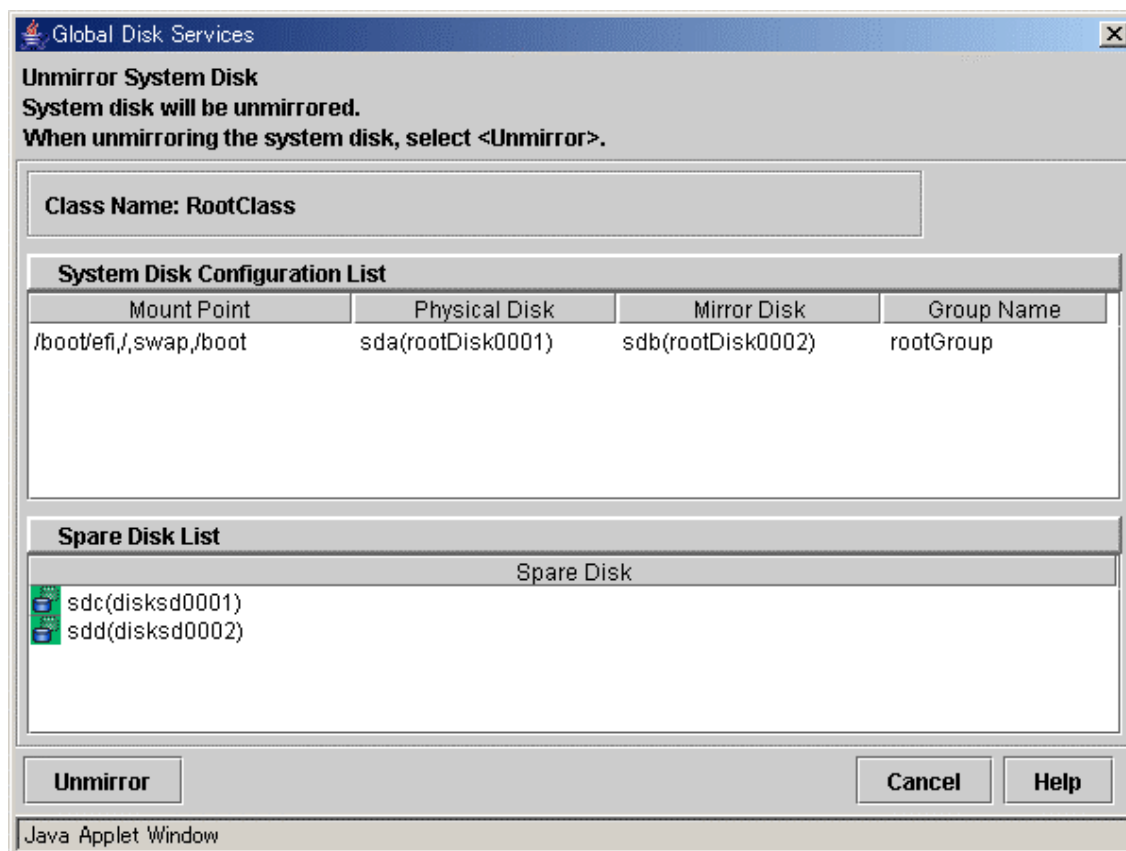 Global Disk Services
Unmirror System Disk
System disk will be unmirrored.
When unmirroring the system disk, select <Unmirror>.
Class Name: RootClass
System Disk Configuration List
Mount Point Physical Disk Mirror Disk Group Name
/boot/efi,/,swap,/boot sda(rootDisk0001) sdb(rootDisk0002) rootGroup
Spare Disk List
Spare Disk
sdc(disksd0001)
sdd(disksd0002)
Unmirror Cancel Help
Java Applet Window